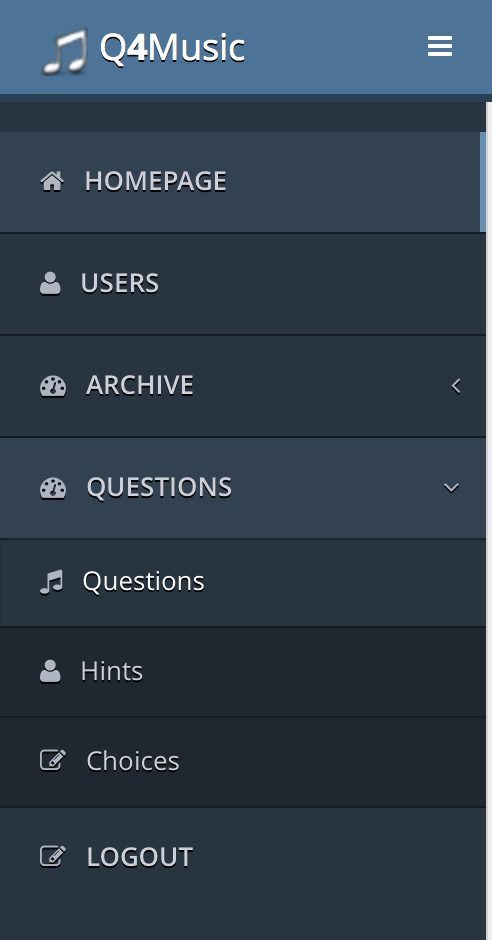 Q4Music
HOMEPAGE
USERS
ARCHIVE
QUESTIONS
Questions
Hints
Choices
LOGOUT